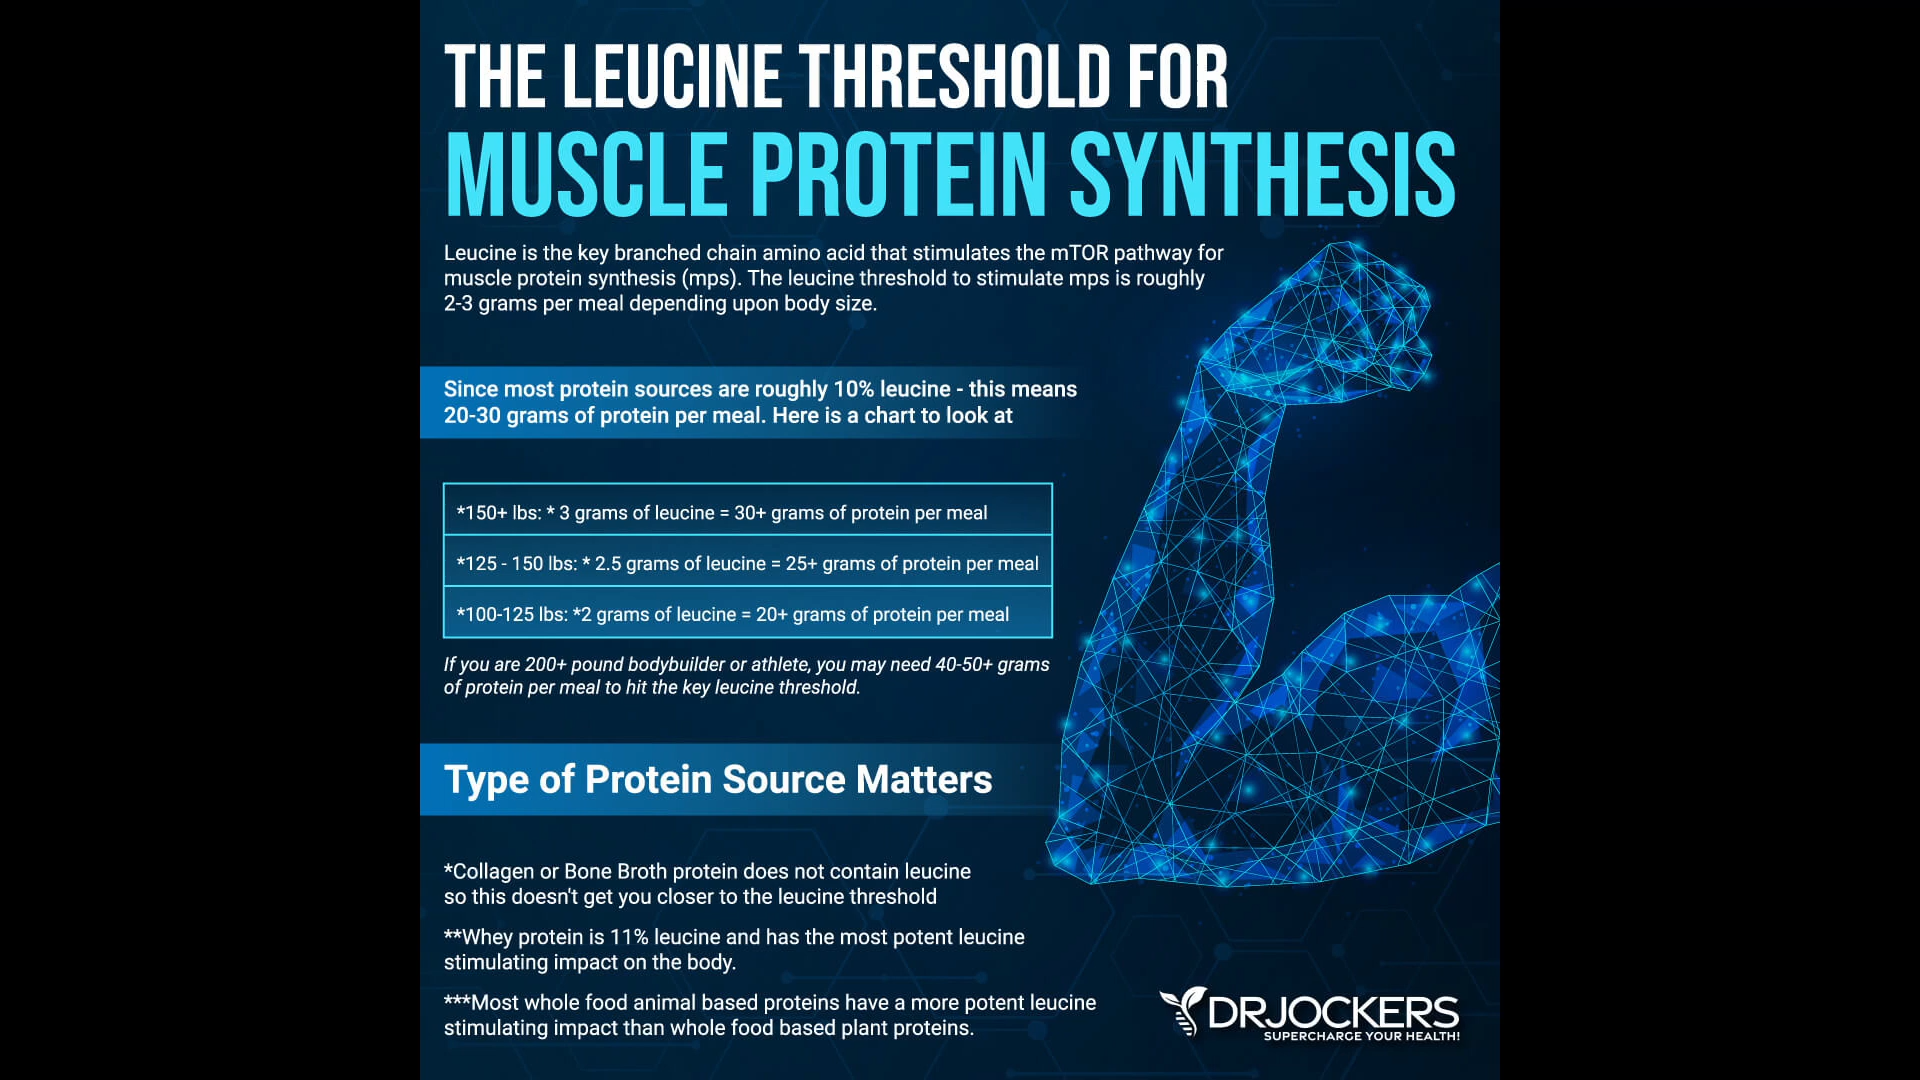 THE LEUCINE THRESHOLD FOR
MUSCLE PROTEIN SYNTHESIS
Leucine is the key branched chain amino acid that stimulates the mTOR pathway for
muscle protein synthesis (mps). The leucine threshold to stimulate mps is roughly
2-3 grams per meal depending upon body size.
Since most protein sources are roughly 10% leucine - this means
20-30 grams of protein per meal. Here is a chart to look at
*150+ lbs: * 3 grams of leucine = 30+ grams of protein per meal
*125 - 150 lbs: * 2.5 grams of leucine = 25+ grams of protein per meal
*100-125 lbs: *2 grams of leucine = 20+ grams of protein per meal
If you are 200+ pound bodybuilder or athlete, you may need 40-50+ grams
of protein per meal to hit the key leucine threshold.
Type of Protein Source Matters
*Collagen or Bone Broth protein does not contain leucine
so this doesn't get you closer to the leucine threshold
**Whey protein is 11% leucine and has the most potent leucine
stimulating impact on the body.
***Most whole food animal based proteins have a more potent leucine
stimulating impact than whole food based plant proteins.
DRJOCKERS
SUPERCHARGE YOUR HEALTH!